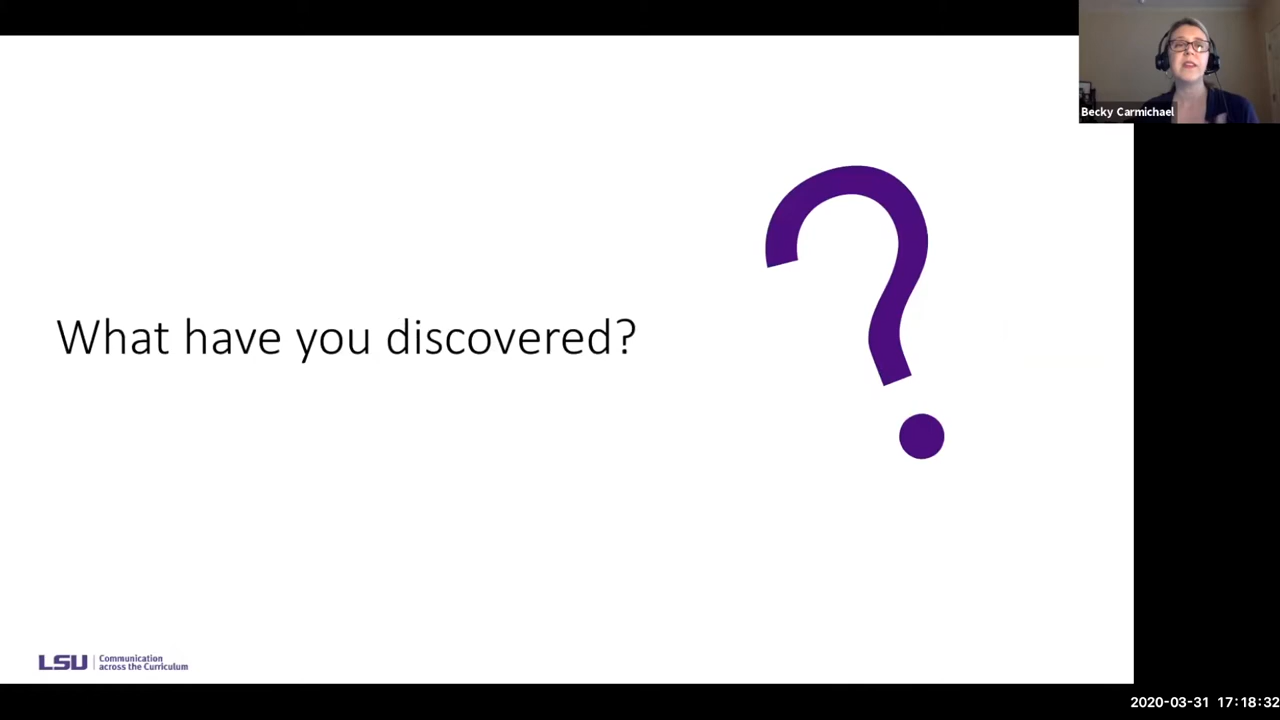 Becky Carmichael
What have you discovered?
?
LSU
Communication
across the Curriculum
2020-03-31 17:18:32